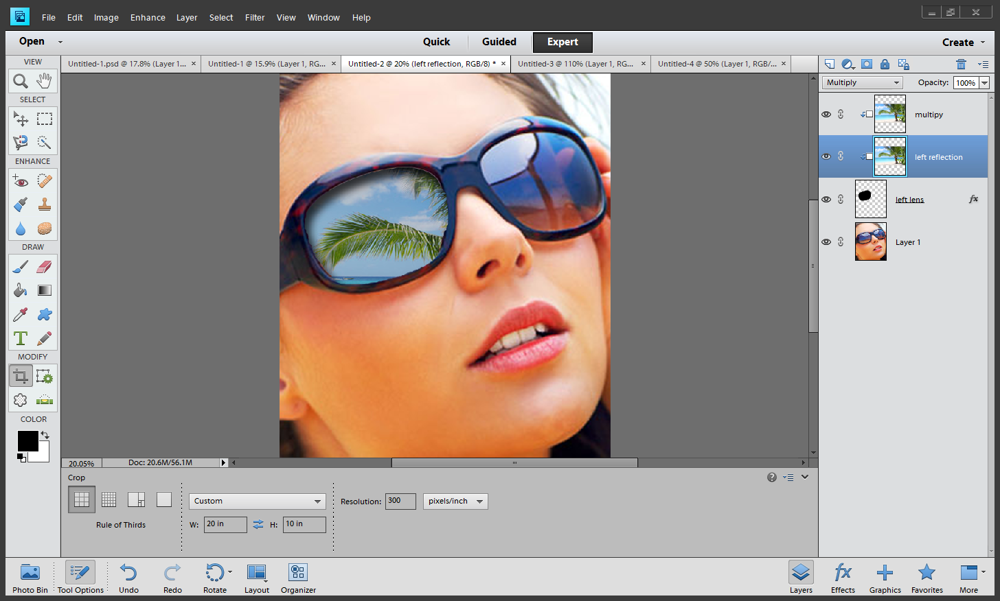 File Edit Image Enhance Layer Select Filter View Window Help
Open Quick Guided Expert Create
VIEW
Untitled-1.psd @ 17.8% (Layer 1... × Untitled-1 @ 15.9% (Layer 1, RG... × Untitled-2 @ 20% (left reflection, RGB/8) * × Untitled-3 @ 110% (Layer 1, RG... × Untitled-4 @ 50% (Layer 1, RGB/... ×
SELECT
ENHANCE
DRAW
MODIFY
COLOR
Multiply Opacity: 100%
multipy
left reflection
left lens fx
Layer 1
20.05% Doc: 20.6M/56.1M
Crop
Custom Resolution: 300 pixels/inch
Rule of Thirds W: 20 in H: 10 in
Photo Bin Tool Options Undo Redo Rotate Layout Organizer Layers Effects Graphics Favorites More